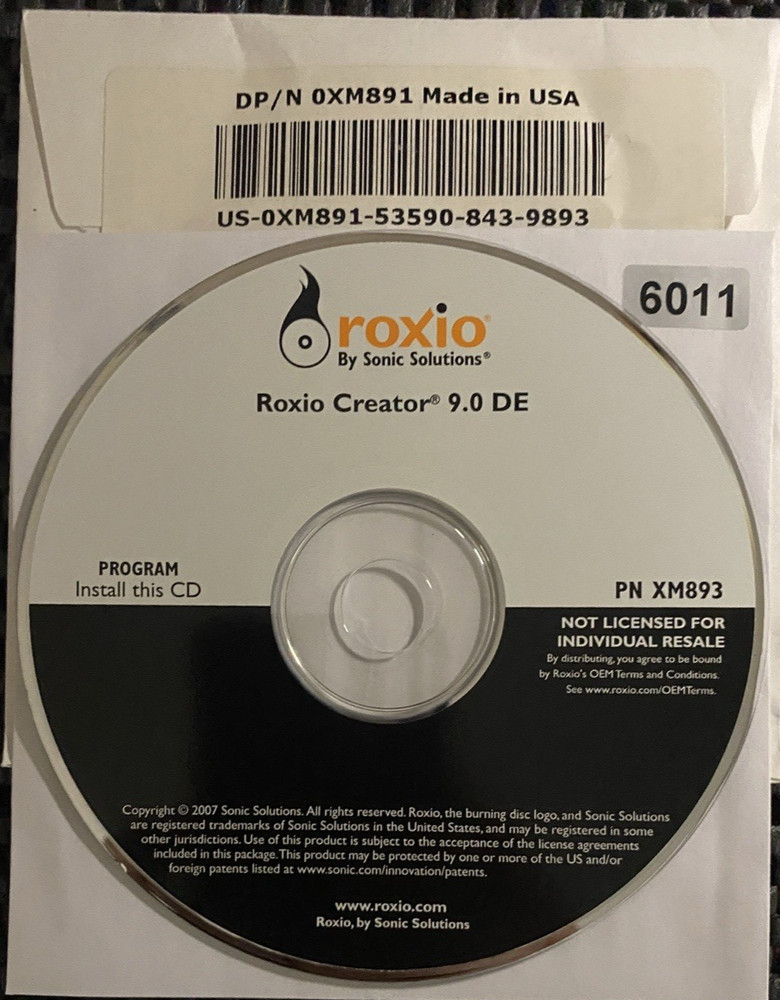 DP/N 0XM891 Made in USA
US-0XM891-53590-843-9893
6011
roxio®
By Sonic Solutions®
Roxio Creator® 9.0 DE
PROGRAM
Install this CD
PN XM893
NOT LICENSED FOR
INDIVIDUAL RESALE
By distributing, you agree to be bound
by Roxio's OEM Terms and Conditions.
See www.roxio.com/OEMTerms.
Copyright © 2007 Sonic Solutions. All rights reserved. Roxio, the burning disc logo, and Sonic Solutions
are registered trademarks of Sonic Solutions in the United States, and may be registered in some
other jurisdictions. Use of this product is subject to the acceptance of the license agreements
included in this package. This product may be protected by one or more of the US and/or
foreign patents listed at www.sonic.com/innovation/patents.
www.roxio.com
Roxio, by Sonic Solutions